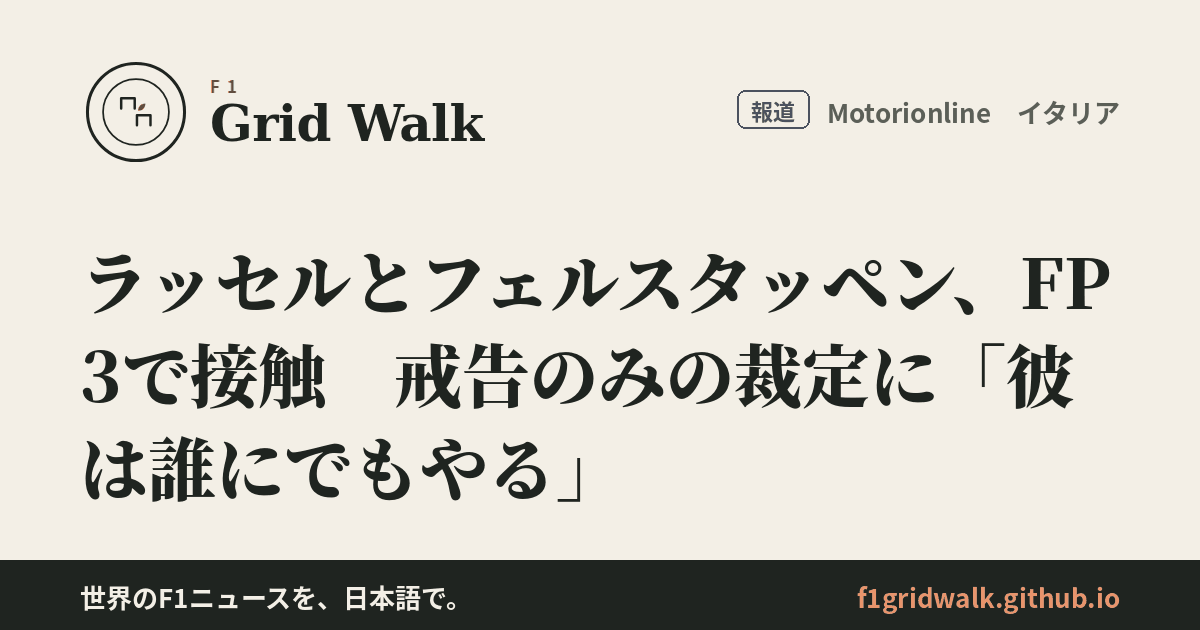 F1
Grid Walk
報道 Motorionline　イタリア
ラッセルとフェルスタッペン、FP
3で接触　戒告のみの裁定に「彼
は誰にでもやる」
世界のF1ニュースを、日本語で。
f1gridwalk.github.io